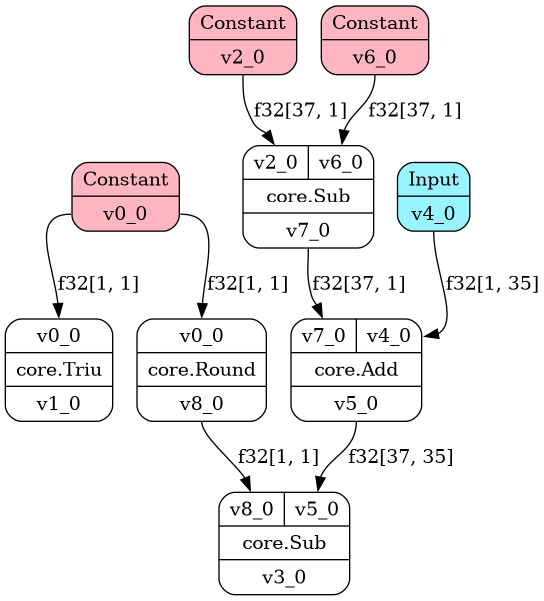 Constant
v2_0
Constant
v6_0
f32[37, 1]
f32[37, 1]
v2_0
v6_0
core.Sub
v7_0
Constant
v0_0
Input
v4_0
f32[1, 1]
f32[1, 1]
f32[37, 1]
f32[1, 35]
v0_0
core.Triu
v1_0
v0_0
core.Round
v8_0
v7_0
v4_0
core.Add
v5_0
f32[1, 1]
f32[37, 35]
v8_0
v5_0
core.Sub
v3_0